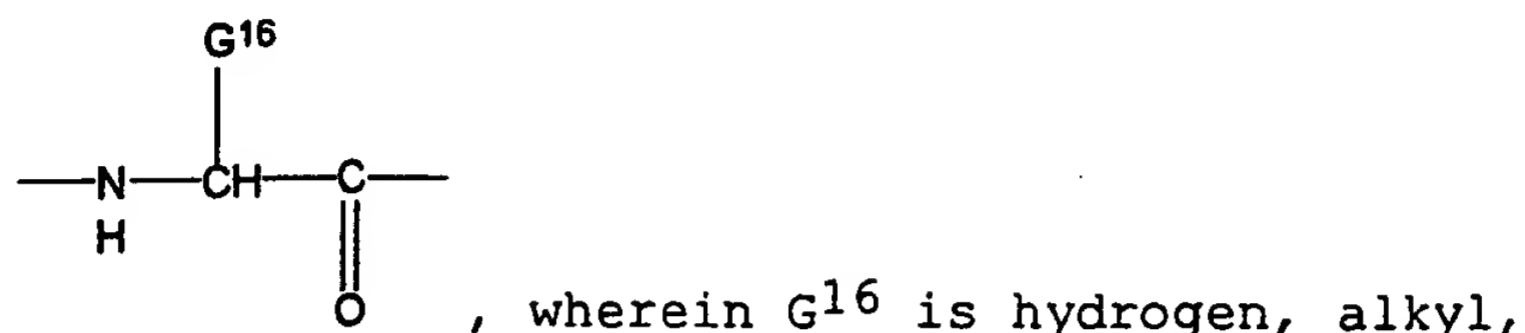 G16
N CH C
H
O , wherein G16 is hydrogen, alkyl,